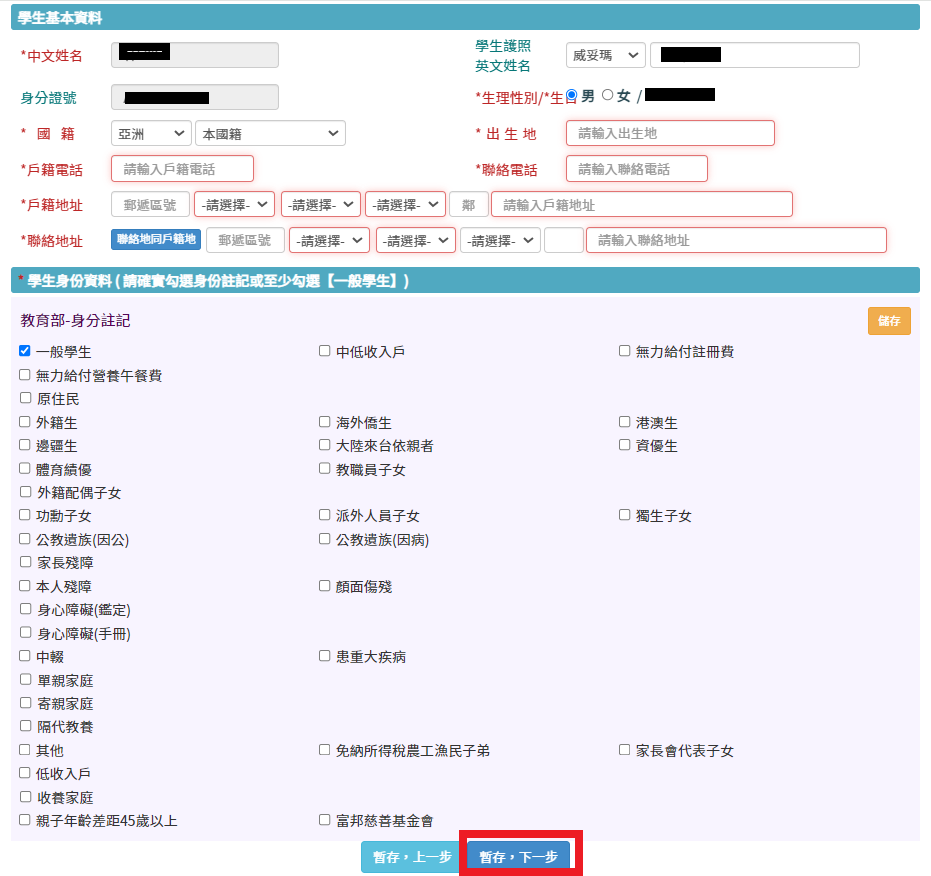 學生基本資料
*中文姓名
學生護照
英文姓名
威妥瑪
身分證號
*生理性別/*生日 男 女 /
* 國 籍 亞洲 本國籍
* 出 生 地 請輸入出生地
*戶籍電話 請輸入戶籍電話
*聯絡電話 請輸入聯絡電話
*戶籍地址 郵遞區號 -請選擇- -請選擇- -請選擇- 鄰 請輸入戶籍地址
*聯絡地址 聯絡地同戶籍地 郵遞區號 -請選擇- -請選擇- -請選擇- 請輸入聯絡地址
* 學生身份資料 ( 請確實勾選身份註記或至少勾選【一般學生】)
教育部-身分註記 儲存
一般學生 中低收入戶 無力給付註冊費
無力給付營養午餐費
原住民
外籍生 海外僑生 港澳生
邊疆生 大陸來台依親者 資優生
體育績優 教職員子女
外籍配偶子女
功勳子女 派外人員子女 獨生子女
公教遺族(因公) 公教遺族(因病)
家長殘障
本人殘障 顏面傷殘
身心障礙(鑑定)
身心障礙(手冊)
中輟 患重大疾病
單親家庭
寄親家庭
隔代教養
其他 免納所得稅農工漁民子弟 家長會代表子女
低收入戶
收養家庭
親子年齡差距45歲以上 富邦慈善基金會
暫存，上一步 暫存，下一步